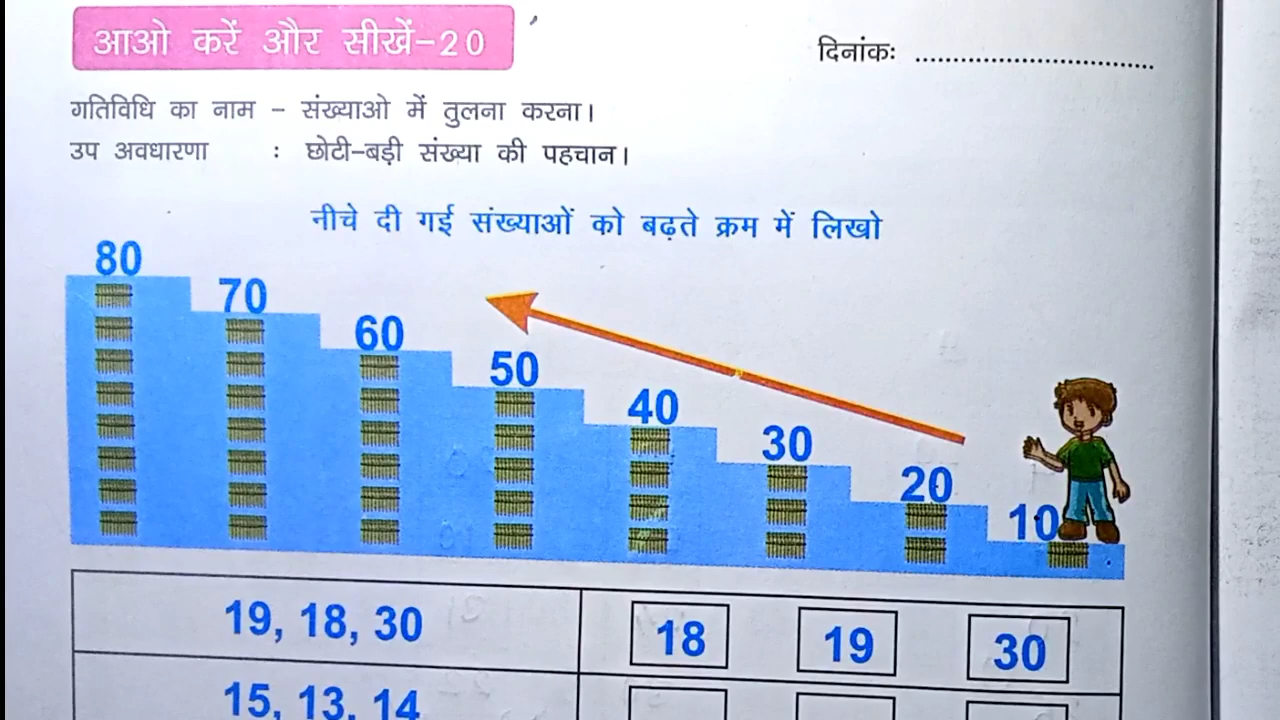 आओ करें और सीखें-20
दिनांकः ................................
गतिविधि का नाम - संख्याओ में तुलना करना।
उप अवधारणा : छोटी-बड़ी संख्या की पहचान।
नीचे दी गई संख्याओं को बढ़ते क्रम में लिखो
80
70
60
50
40
30
20
10
19, 18, 30 18 19 30
15, 13, 14